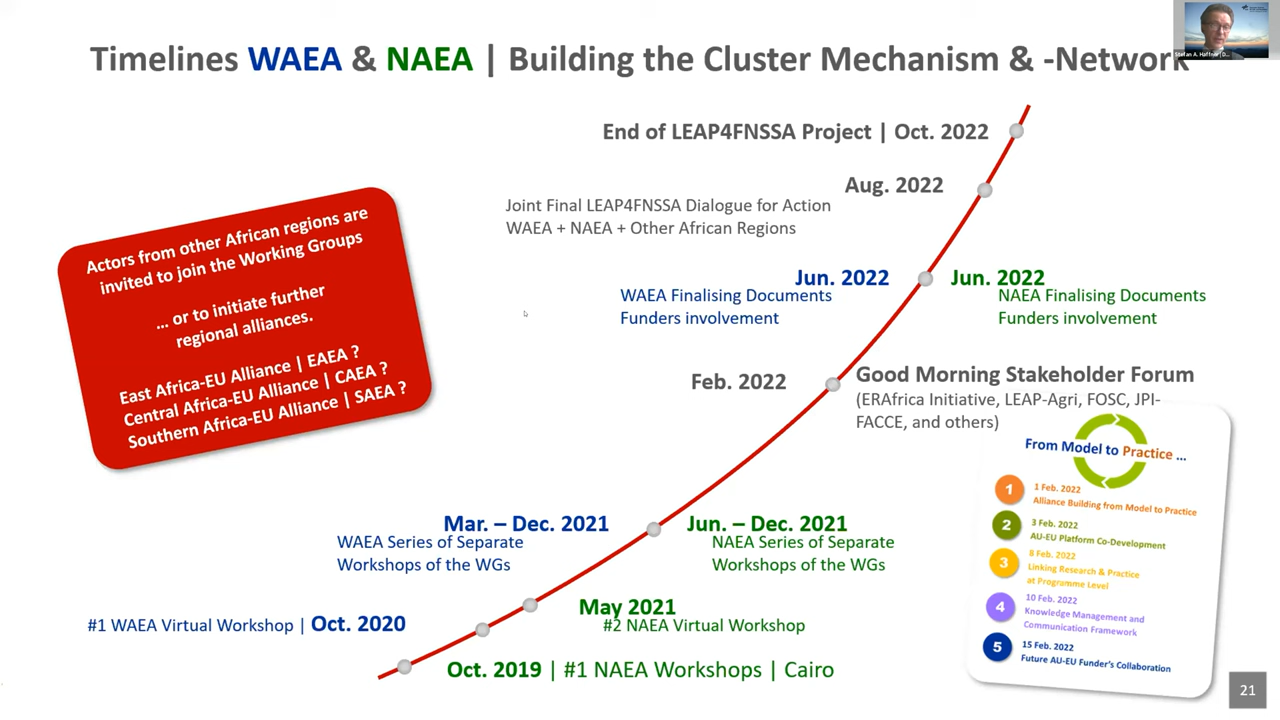 Timelines WAEA & NAEA | Building the Cluster Mechanism & -Network
End of LEAP4FNSSA Project | Oct. 2022
Aug. 2022
Joint Final LEAP4FNSSA Dialogue for Action
WAEA + NAEA + Other African Regions
Actors from other African regions are
invited to join the Working Groups
... or to initiate further
regional alliances.
East Africa-EU Alliance | EAEA ?
Central Africa-EU Alliance | CAEA ?
Southern Africa-EU Alliance | SAEA ?
Jun. 2022
WAEA Finalising Documents
Funders involvement
Jun. 2022
NAEA Finalising Documents
Funders involvement
Feb. 2022
Good Morning Stakeholder Forum
(ERAfrica Initiative, LEAP-Agri, FOSC, JPI-
FACCE, and others)
From Model to Practice ...
1
1 Feb. 2022
Alliance Building from Model to Practice
2
3 Feb. 2022
AU-EU Platform Co-Development
3
8 Feb. 2022
Linking Research & Practice
at Programme Level
4
10 Feb. 2022
Knowledge Management and
Communication Framework
5
15 Feb. 2022
Future AU-EU Funder's Collaboration
Mar. – Dec. 2021
WAEA Series of Separate
Workshops of the WGs
Jun. – Dec. 2021
NAEA Series of Separate
Workshops of the WGs
May 2021
#2 NAEA Virtual Workshop
#1 WAEA Virtual Workshop | Oct. 2020
Oct. 2019 | #1 NAEA Workshops | Cairo
21